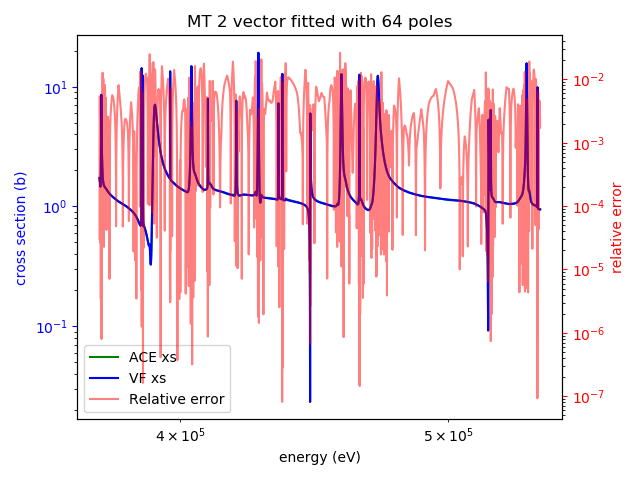 MT 2 vector fitted with 64 poles
cross section (b)
10¹
10⁰
10⁻¹
10⁻²
10⁻³
10⁻⁴
10⁻⁵
10⁻⁶
10⁻⁷
relative error
ACE xs
VF xs
Relative error
4 × 10⁵
5 × 10⁵
energy (eV)